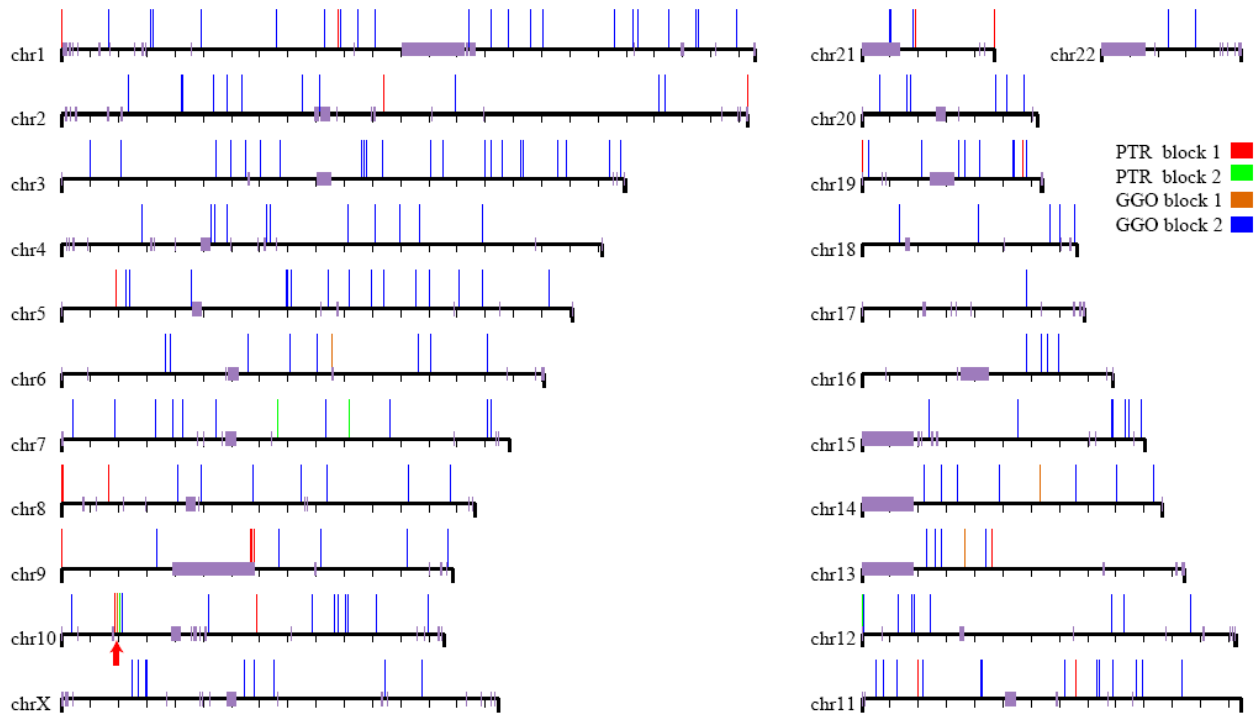 chr1
chr2
chr3
chr4
chr5
chr6
chr7
chr8
chr9
chr10
chrX
chr21
chr22
chr20
chr19
chr18
chr17
chr16
chr15
chr14
chr13
chr12
chr11
PTR block 1
PTR block 2
GGO block 1
GGO block 2